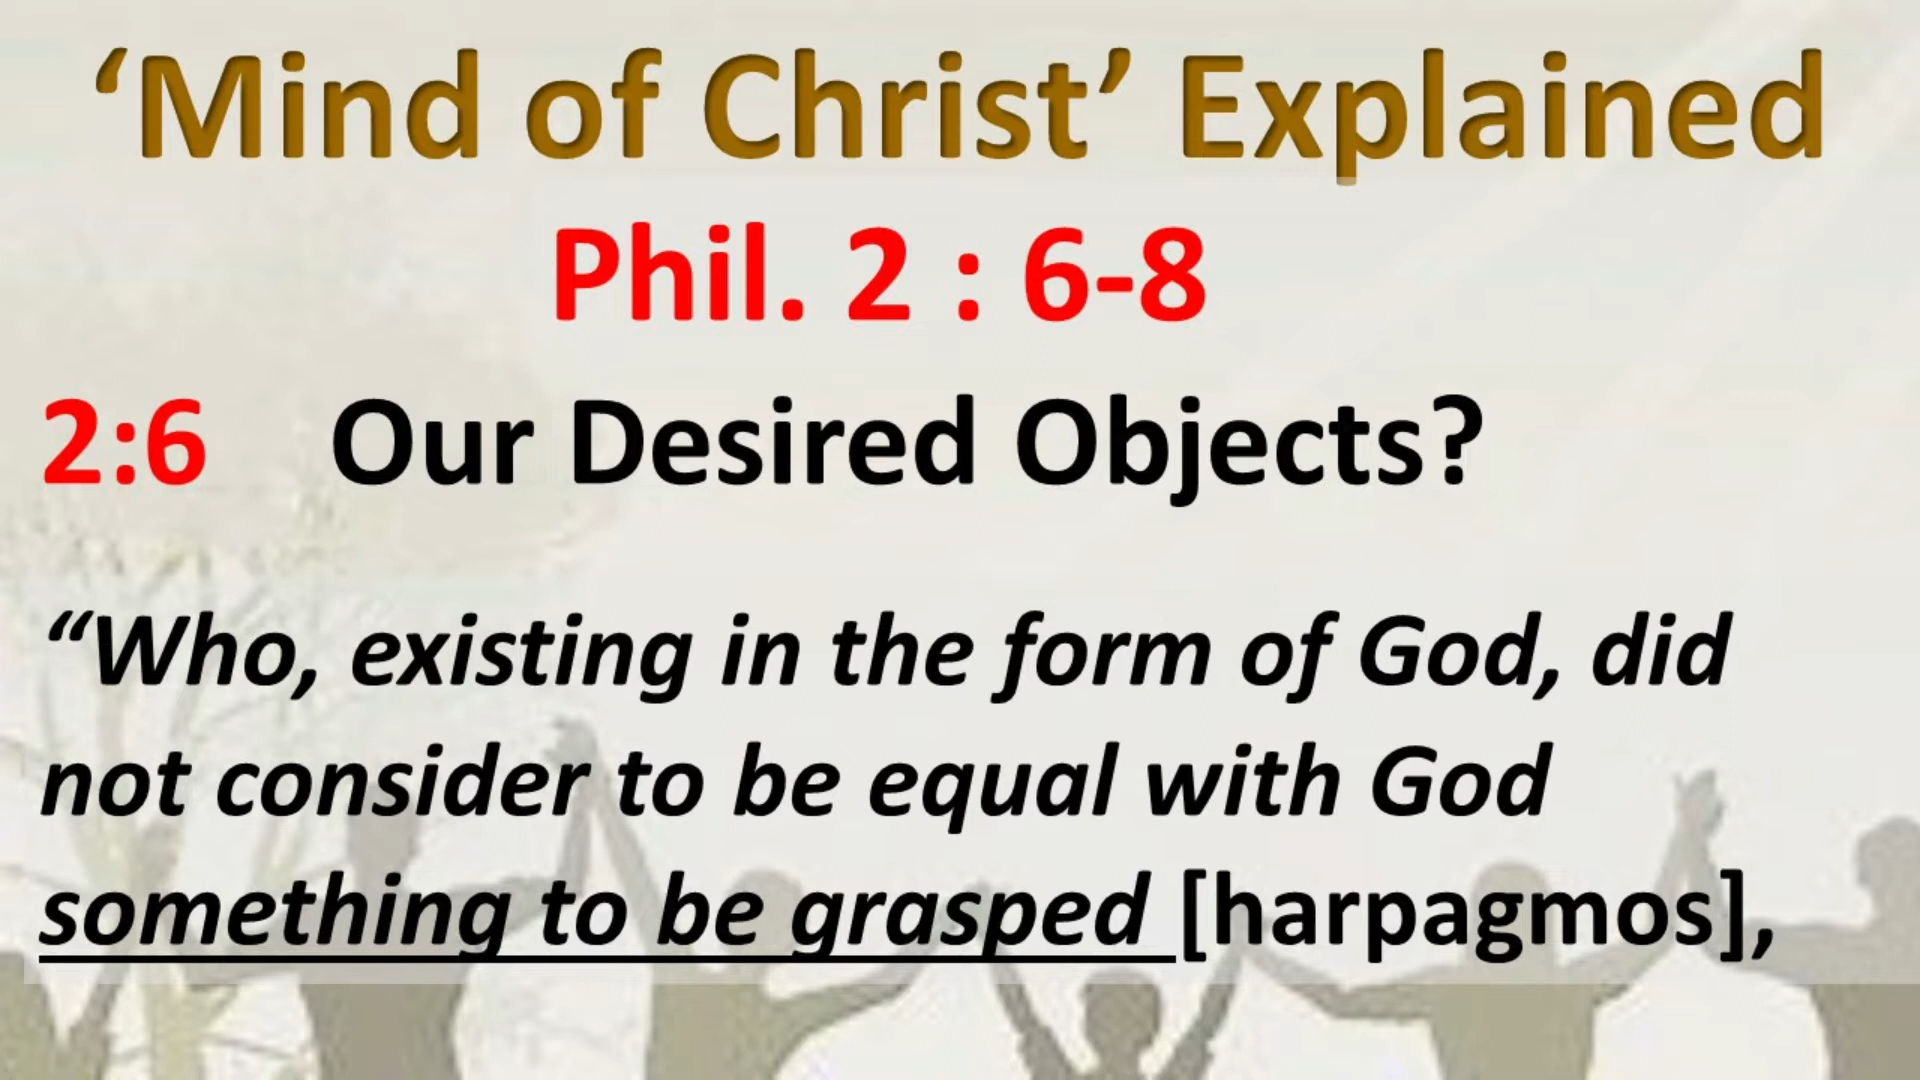 ‘Mind of Christ’ Explained
Phil. 2 : 6-8
2:6 Our Desired Objects?
“Who, existing in the form of God, did
not consider to be equal with God
something to be grasped [harpagmos],